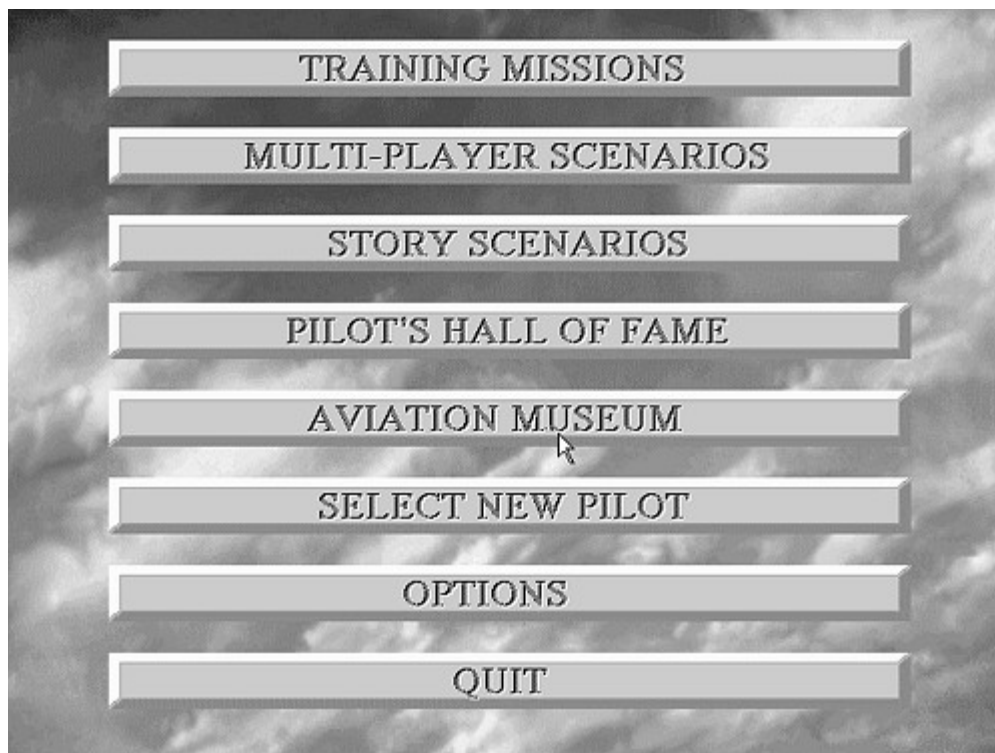 TRAINING MISSIONS
MULTI-PLAYER SCENARIOS
STORY SCENARIOS
PILOT'S HALL OF FAME
AVIATION MUSEUM
SELECT NEW PILOT
OPTIONS
QUIT